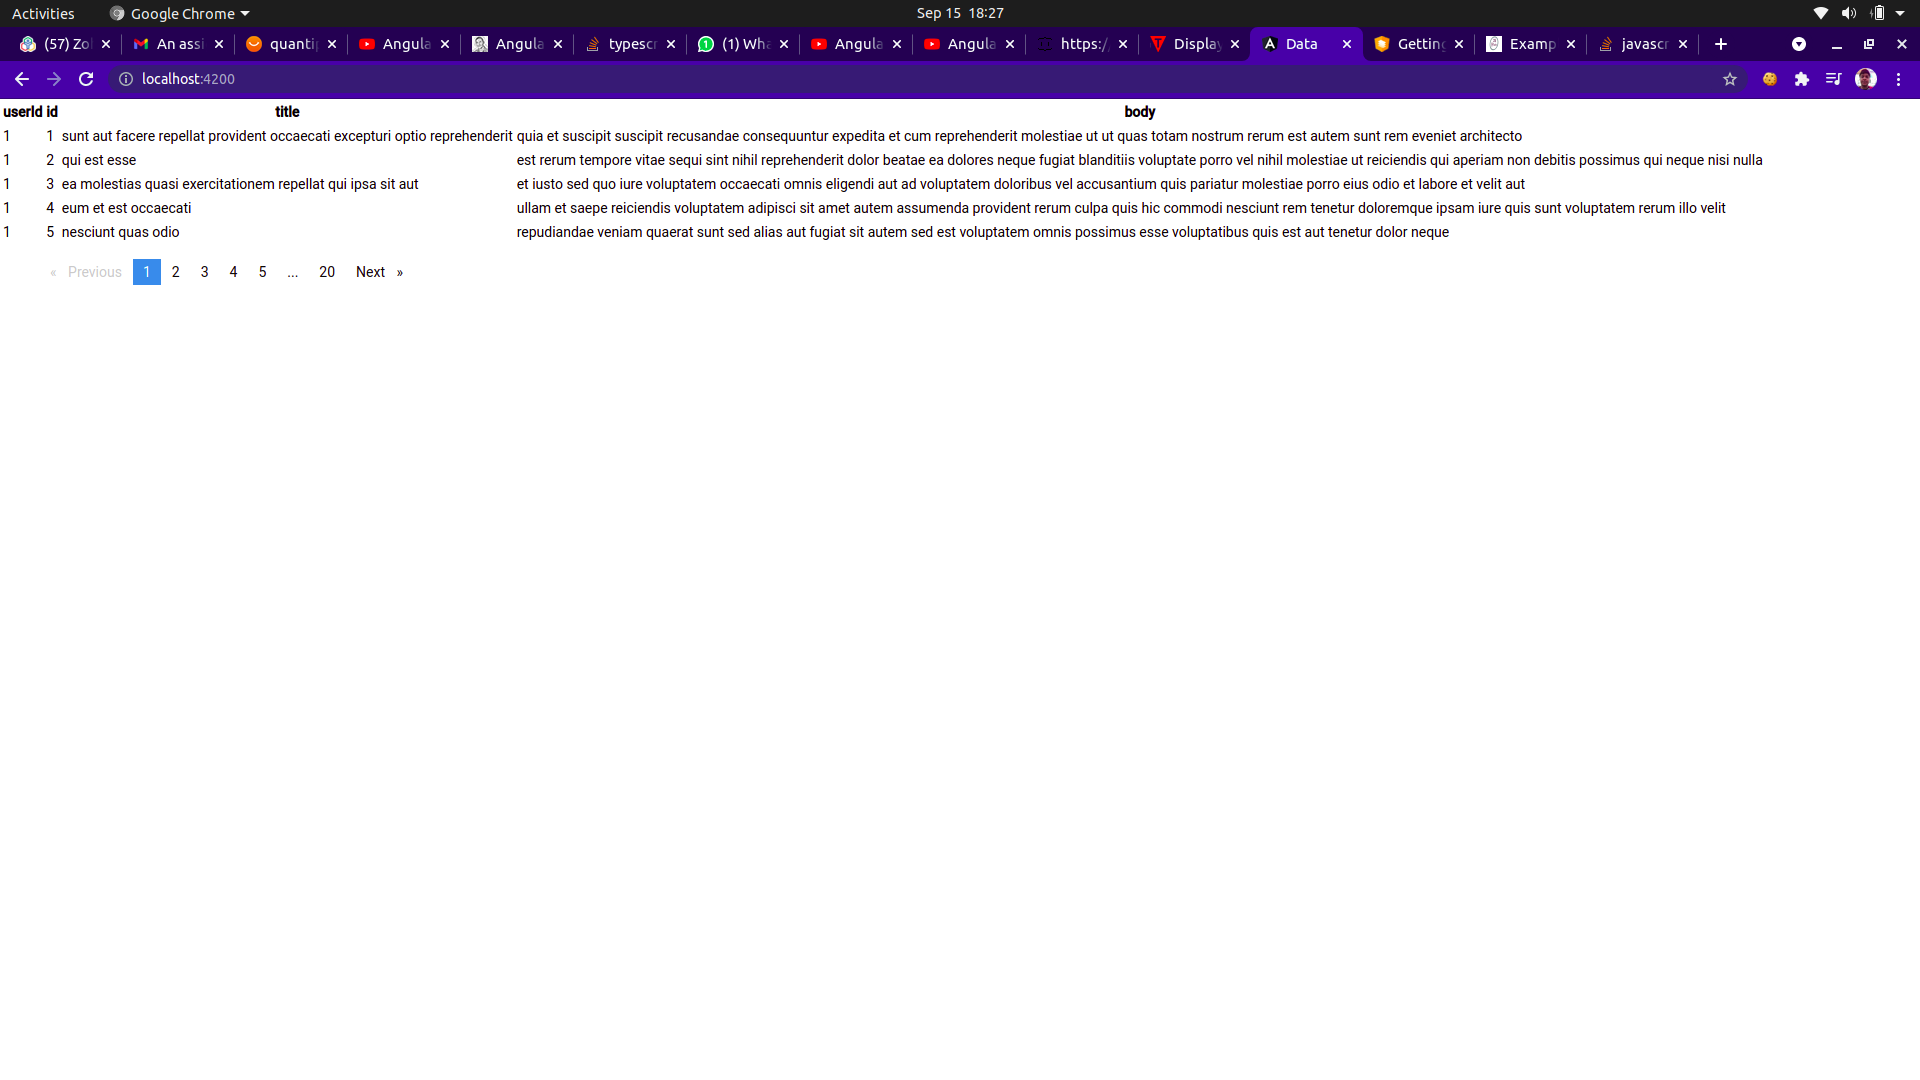 Activities Google Chrome Sep 15 18:27
(57) Zo An assi quanti Angula Angula typesc (1) Wha Angula Angula https:/ Display Data Getting Examp javascr
localhost:4200
userId id title body
1 1 sunt aut facere repellat provident occaecati excepturi optio reprehenderit quia et suscipit suscipit recusandae consequuntur expedita et cum reprehenderit molestiae ut ut quas totam nostrum rerum est autem sunt rem eveniet architecto
1 2 qui est esse est rerum tempore vitae sequi sint nihil reprehenderit dolor beatae ea dolores neque fugiat blanditiis voluptate porro vel nihil molestiae ut reiciendis qui aperiam non debitis possimus qui neque nisi nulla
1 3 ea molestias quasi exercitationem repellat qui ipsa sit aut et iusto sed quo iure voluptatem occaecati omnis eligendi aut ad voluptatem doloribus vel accusantium quis pariatur molestiae porro eius odio et labore et velit aut
1 4 eum et est occaecati ullam et saepe reiciendis voluptatem adipisci sit amet autem assumenda provident rerum culpa quis hic commodi nesciunt rem tenetur doloremque ipsam iure quis sunt voluptatem rerum illo velit
1 5 nesciunt quas odio repudiandae veniam quaerat sunt sed alias aut fugiat sit autem sed est voluptatem omnis possimus esse voluptatibus quis est aut tenetur dolor neque
« Previous 1 2 3 4 5 ... 20 Next »